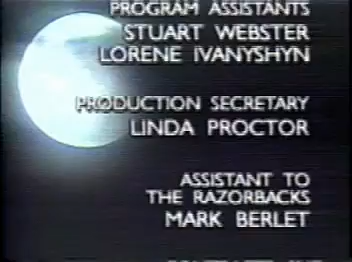 PROGRAM ASSISTANTS
STUART WEBSTER
LORENE IVANYSHYN
PRODUCTION SECRETARY
LINDA PROCTOR
ASSISTANT TO
THE RAZORBACKS
MARK BERLET